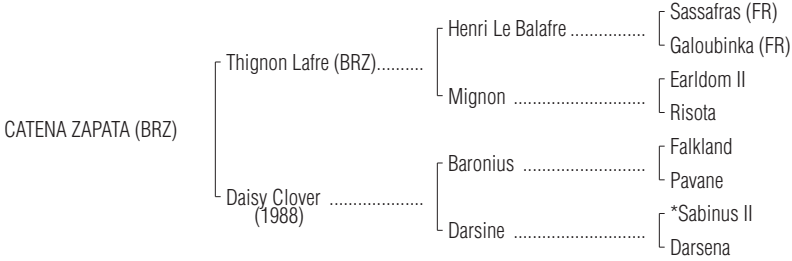 Sassafras (FR)
Henri Le Balafre ................
Galoubinka (FR)
Thignon Lafre (BRZ)..........
Earldom II
Mignon ...........................
Risota
CATENA ZAPATA (BRZ)
Falkland
Baronius .........................
Pavane
Daisy Clover ....................
(1988)
*Sabinus II
Darsine ...........................
Darsena